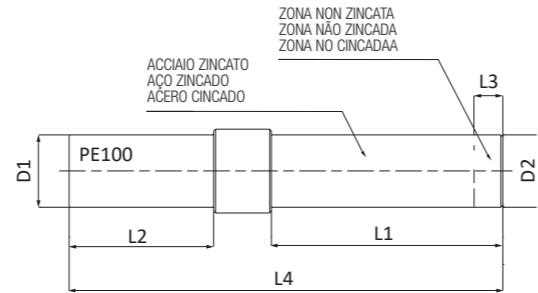 ZONA NON ZINCATA
ZONA NÃO ZINCADA
ZONA NO CINCADAA
ACCIAIO ZINCATO
AÇO ZINCADO
ACERO CINCADO
L3
D1
PE100
D2
L2
L1
L4